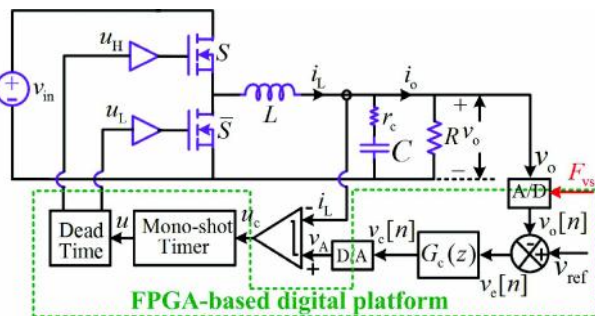 u_H
S
v_in
L
i_L
i_o
r_c
C
R
v_o
+
−
u_L
S̅
v_o
F_vs
A/D
i_L
Dead Time
u
Mono-shot Timer
u_c
v_A
−
+
D/A
v_c[n]
G_c(z)
v_e[n]
v_o[n]
−
+
v_ref
FPGA-based digital platform